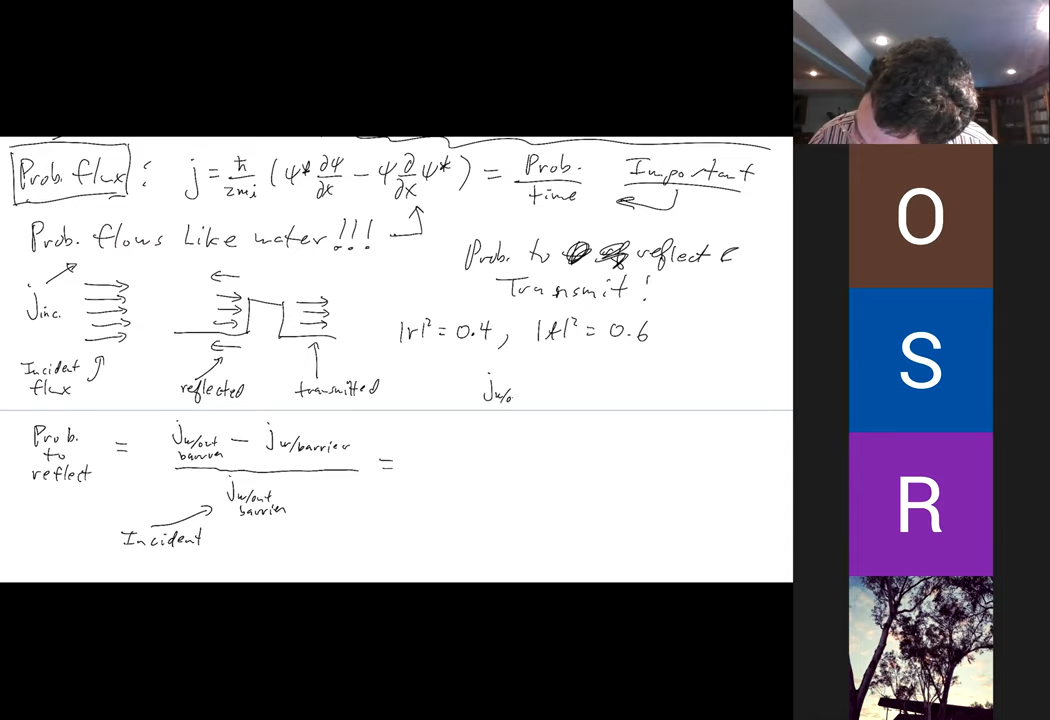 Prob. flux : j = ħ/2mi (ψ* ∂ψ/∂x − ψ ∂/∂x ψ*) = Prob./time Important
Prob. flows like water!!!
Prob. to reflect &
Transmit!
j inc.
|r|² = 0.4, |t|² = 0.6
Incident flux
reflected
transmitted
j w/o
Prob. to reflect = (j w/out barrier − j w/barrier) / j w/out barrier =
Incident
O
S
R